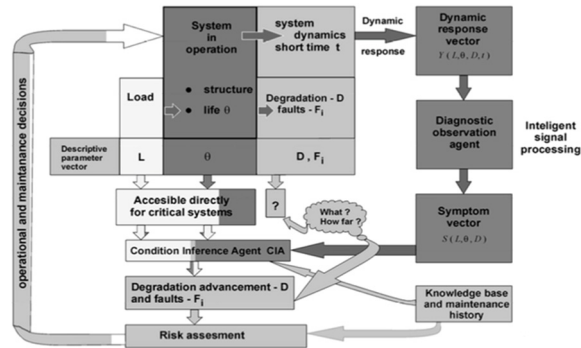 System
in
operation
structure
life θ
system
dynamics
short time t
Dynamic
response
Dynamic
response
vector
Y ( L,θ, D, t )
Load
Degradation - D
faults - Fi
Diagnostic
observation
agent
Inteligent
signal
processing
Descriptive
parameter
vector
L
θ
D , Fi
Accesible directly
for critical systems
?
What ?
How far ?
Symptom
vector
S ( L,θ, D )
Condition Inference Agent CIA
Degradation advancement - D
and faults - Fi
Knowledge base
and maintenance
history
Risk assesment
operational and maintanance decisions